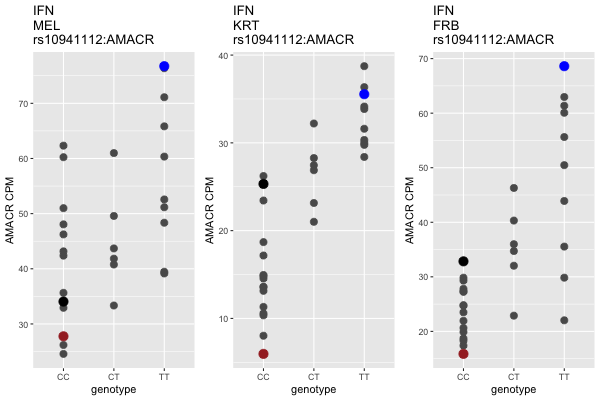 IFN
MEL
rs10941112:AMACR
AMACR CPM
70
60
50
40
30
CC CT TT
genotype
IFN
KRT
rs10941112:AMACR
AMACR CPM
40
30
20
10
CC CT TT
genotype
IFN
FRB
rs10941112:AMACR
AMACR CPM
70
60
50
40
30
20
CC CT TT
genotype